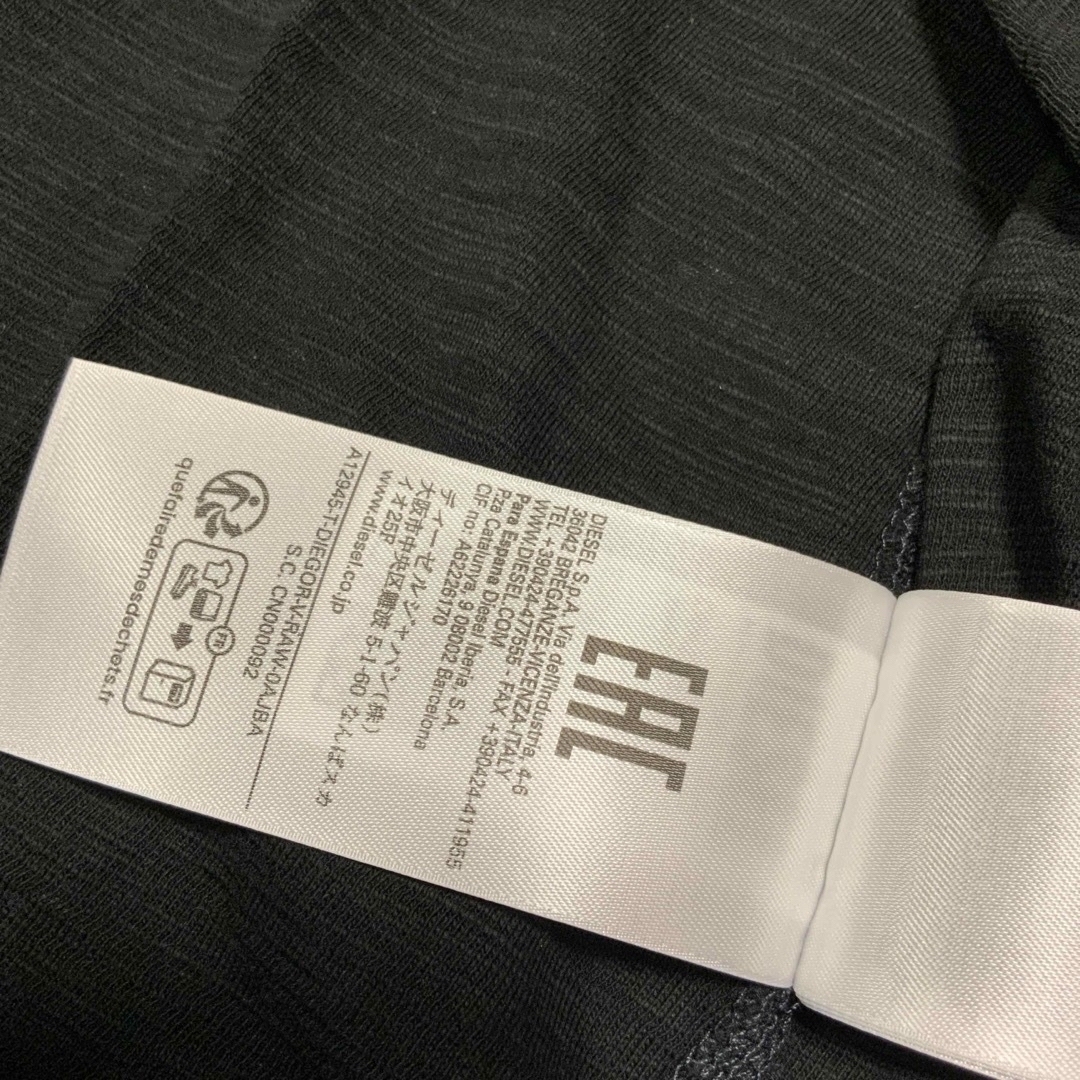 EAC
DIESEL S.p.A. Via dell'industria, 4-6
36042 BREGANZE-VICENZA-ITALY
TEL +390424-477555 - FAX +390424-411955
WWW.DIESEL.COM
Para Espana Diesel Iberia, S.A.
P.za Catalunya, 9 08002 Barcelona
CIF no: A62226170
ディーゼルジャパン(株)
大阪市中央区難波 5-1-60 なんばスカ
イオ25F
www.diesel.co.jp
A12945-T-DIEGOR-V-RAW-0AJBA
S.C. CN000092
FR
quefairedemesdechets.fr